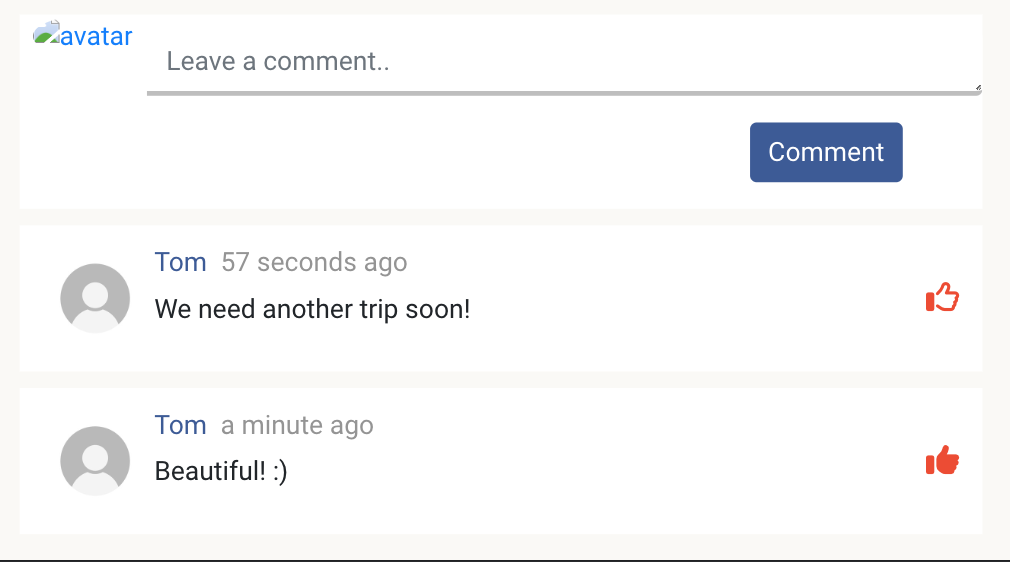 avatar
Leave a comment..
Comment
Tom 57 seconds ago
We need another trip soon!
Tom a minute ago
Beautiful! :)